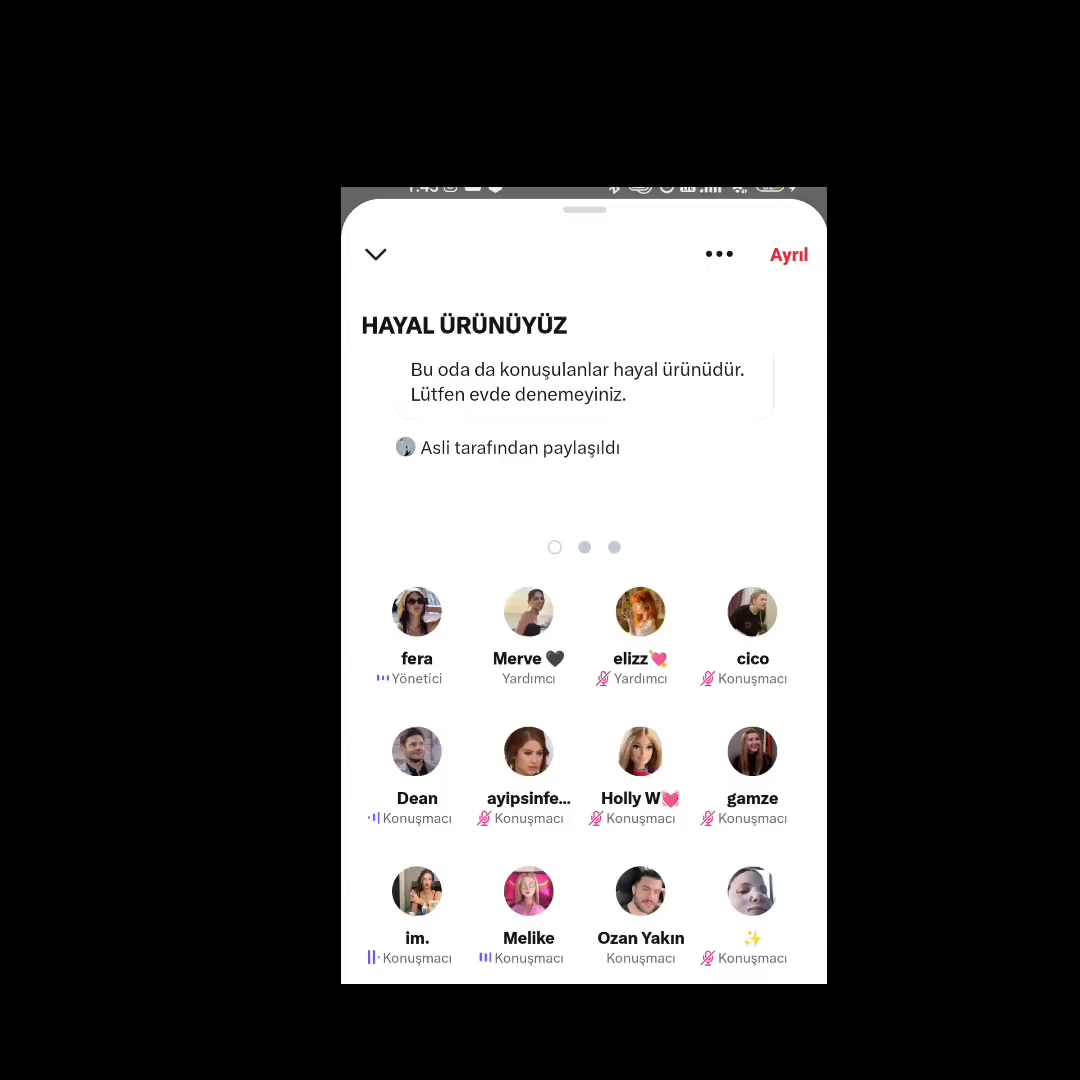 Ayrıl
HAYAL ÜRÜNÜYÜZ
Bu oda da konuşulanlar hayal ürünüdür.
Lütfen evde denemeyiniz.
Asli tarafından paylaşıldı
fera Merve 🖤 elizz💘 cico
Yönetici Yardımcı Yardımcı Konuşmacı
Dean ayipsinfe... Holly W💓 gamze
Konuşmacı Konuşmacı Konuşmacı Konuşmacı
im. Melike Ozan Yakın ✨
Konuşmacı Konuşmacı Konuşmacı Konuşmacı